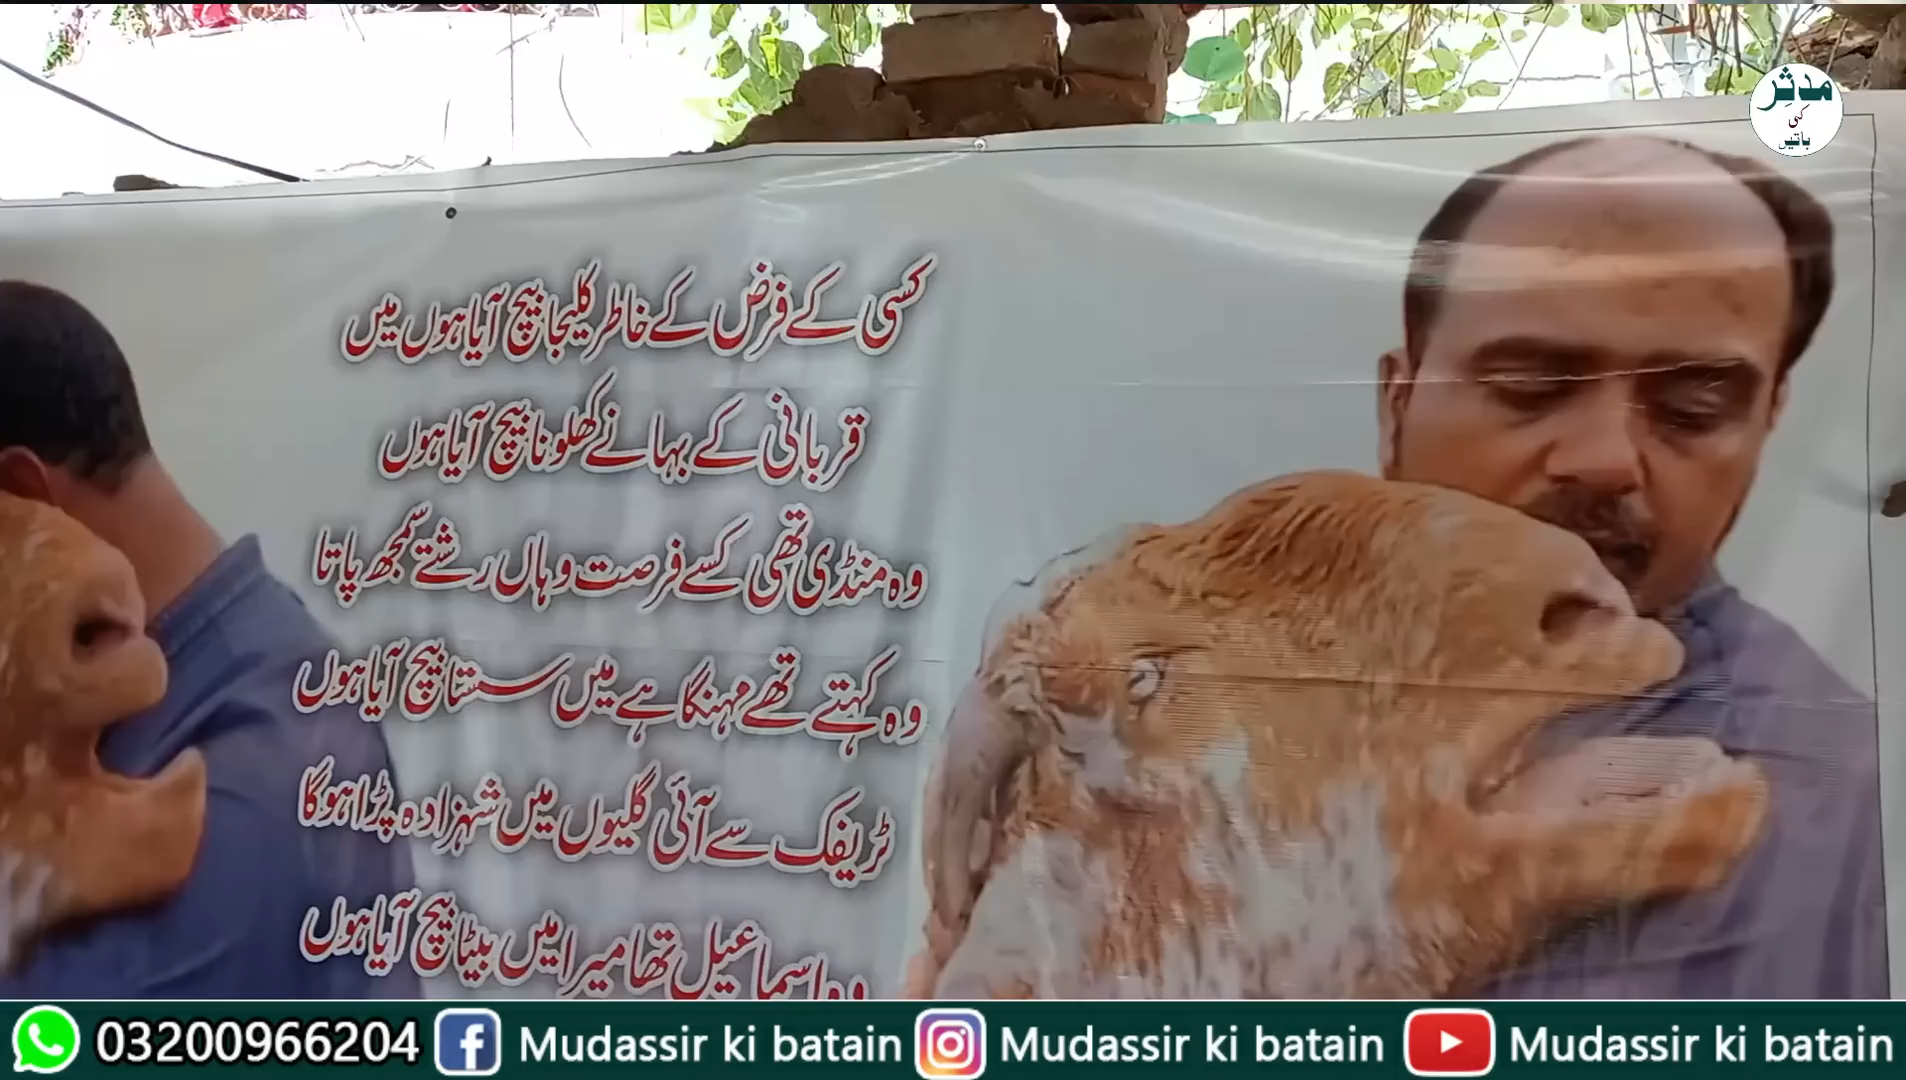 مدثر
کی
باتیں
کسی کے فرض کے خاطر کلیجا بیچ آیا ہوں میں
قربانی کے بہانے کھلونا بیچ آیا ہوں
وہ منڈی تھی کسے فرصت وہاں رشتے سمجھ پاتا
وہ کہتے تھے مہنگا ہے میں سستا بیچ آیا ہوں
ٹریفک سے آئی گلیوں میں شہزادہ پڑا ہوگا
وہ اسماعیل تھا میرا میں بیٹا بیچ آیا ہوں
03200966204 Mudassir ki batain Mudassir ki batain Mudassir ki batain